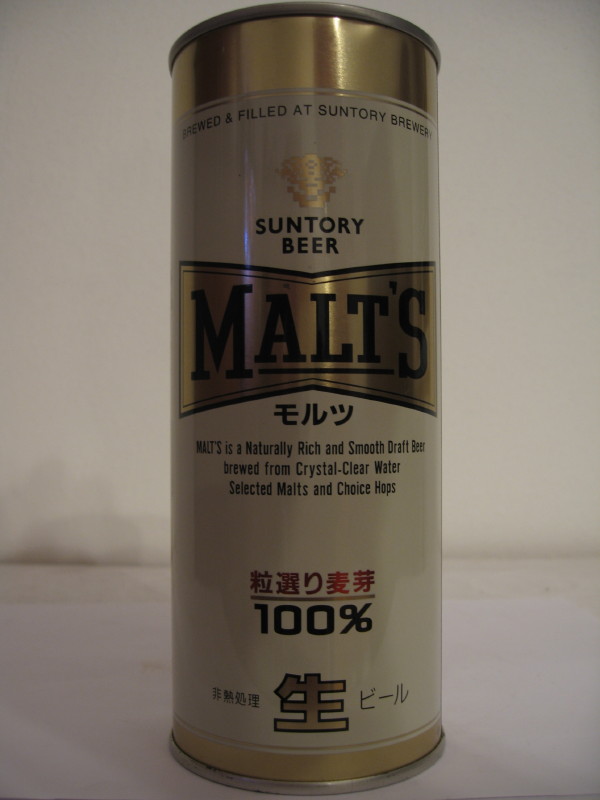 BREWED & FILLED AT SUNTORY BREWERY
SUNTORY
BEER
MALT'S
モルツ
MALT'S is a Naturally Rich and Smooth Draft Beer
brewed from Crystal-Clear Water
Selected Malts and Choice Hops
粒選り麦芽
100%
非熱処理 生 ビール